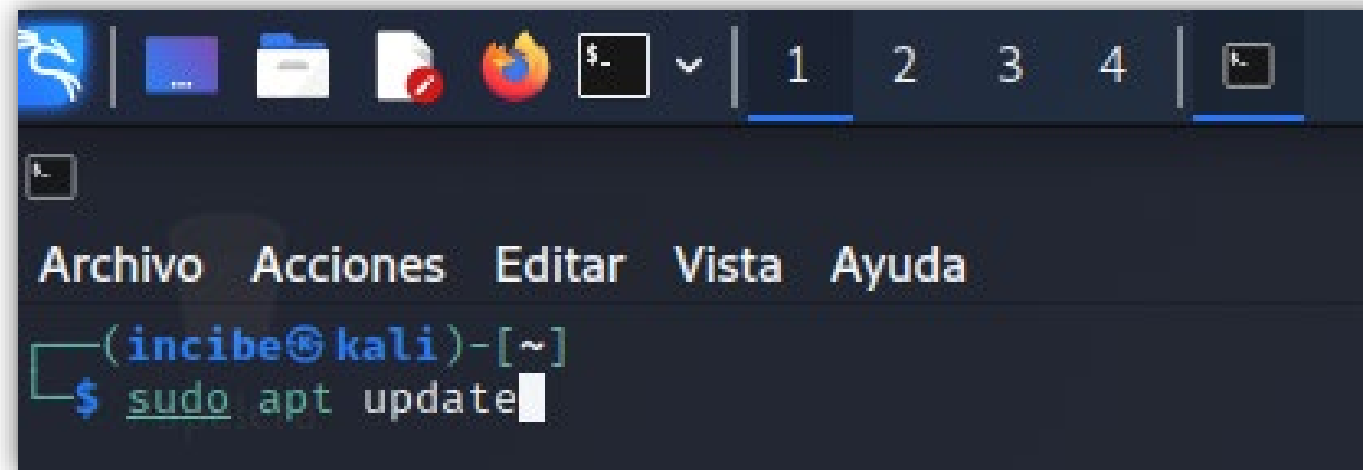 1 2 3 4
Archivo Acciones Editar Vista Ayuda
┌──(incibe㉿kali)-[~]
└─$ sudo apt update